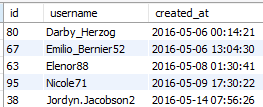 id username created_at
80 Darby_Herzog 2016-05-06 00:14:21
67 Emilio_Bernier52 2016-05-06 13:04:30
63 Elenor88 2016-05-08 01:30:41
95 Nicole71 2016-05-09 17:30:22
38 Jordyn.Jacobson2 2016-05-14 07:56:26